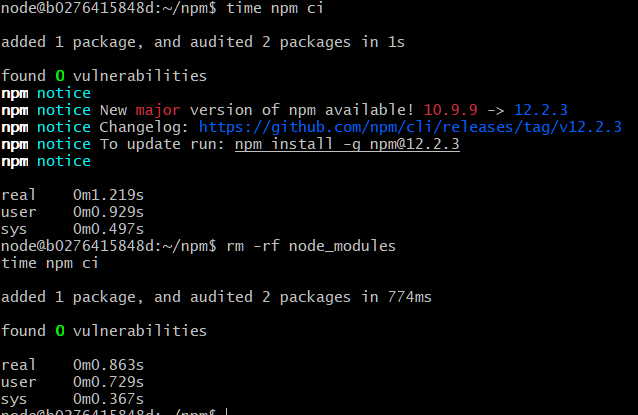 node@b0276415848d:~/npm$ time npm ci
added 1 package, and audited 2 packages in 1s
found 0 vulnerabilities
npm notice
npm notice New major version of npm available! 10.9.9 -> 12.2.3
npm notice Changelog: https://github.com/npm/cli/releases/tag/v12.2.3
npm notice To update run: npm install -g npm@12.2.3
npm notice
real 0m1.219s
user 0m0.929s
sys 0m0.497s
node@b0276415848d:~/npm$ rm -rf node_modules
time npm ci
added 1 package, and audited 2 packages in 774ms
found 0 vulnerabilities
real 0m0.863s
user 0m0.729s
sys 0m0.367s
node@b0276415848d:~/npm$